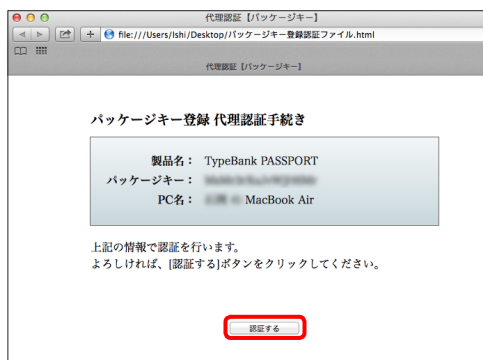 代理認証【パッケージキー】
file:///Users/Ishi/Desktop/パッケージキー登録認証ファイル.html
代理認証【パッケージキー】
パッケージキー登録 代理認証手続き
製品名： TypeBank PASSPORT
パッケージキー：
PC名： MacBook Air
上記の情報で認証を行います。
よろしければ、[認証する]ボタンをクリックしてください。
認証する